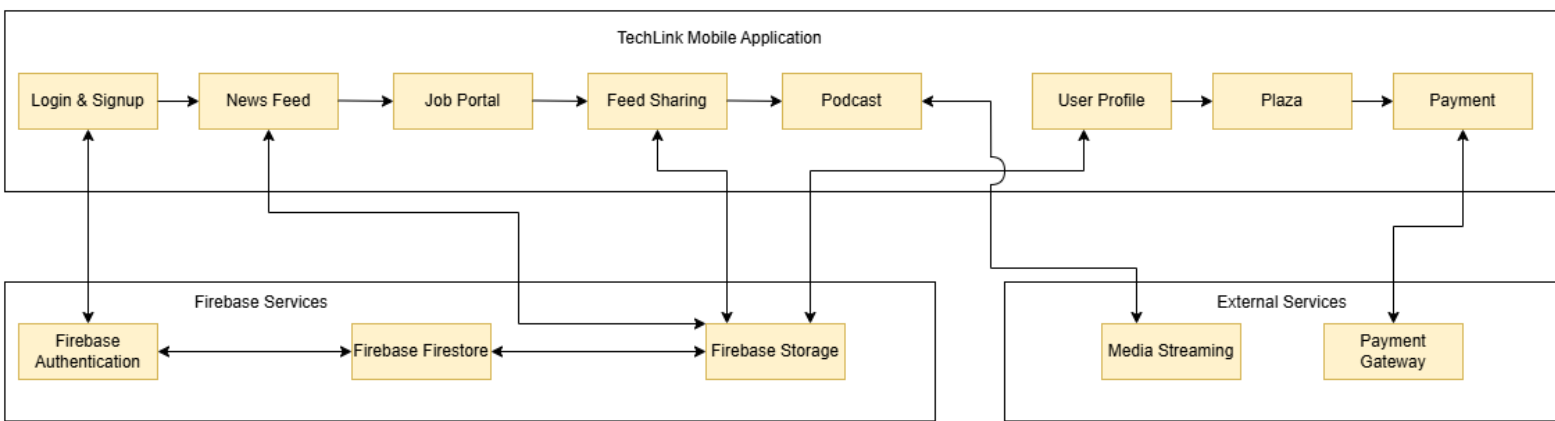 TechLink Mobile Application
Login & Signup
News Feed
Job Portal
Feed Sharing
Podcast
User Profile
Plaza
Payment
Firebase Services
External Services
Firebase
Authentication
Firebase Firestore
Firebase Storage
Media Streaming
Payment
Gateway